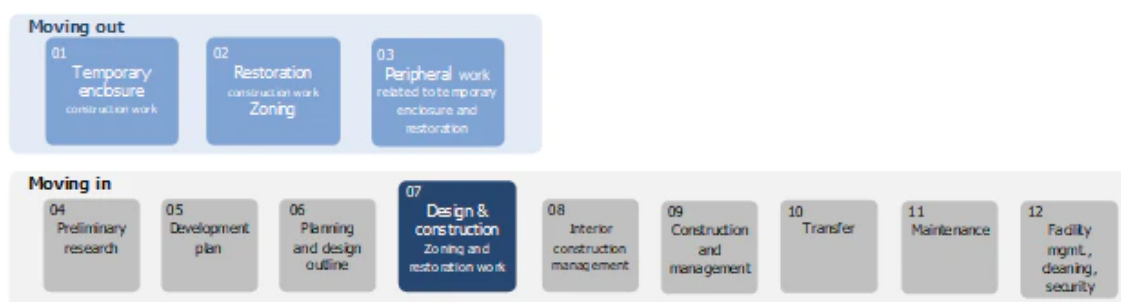 Moving out
01
Temporary
enclosure
construction work
02
Restoration
construction work
Zoning
03
Peripheral work
related to temporary
enclosure and
restoration
Moving in
04
Preliminary
research
05
Development
plan
06
Planning
and design
outline
07
Design &
construction
Zoning and
restoration work
08
Interior
construction
management
09
Construction
and
management
10
Transfer
11
Maintenance
12
Facility
mgmt.,
cleaning,
security